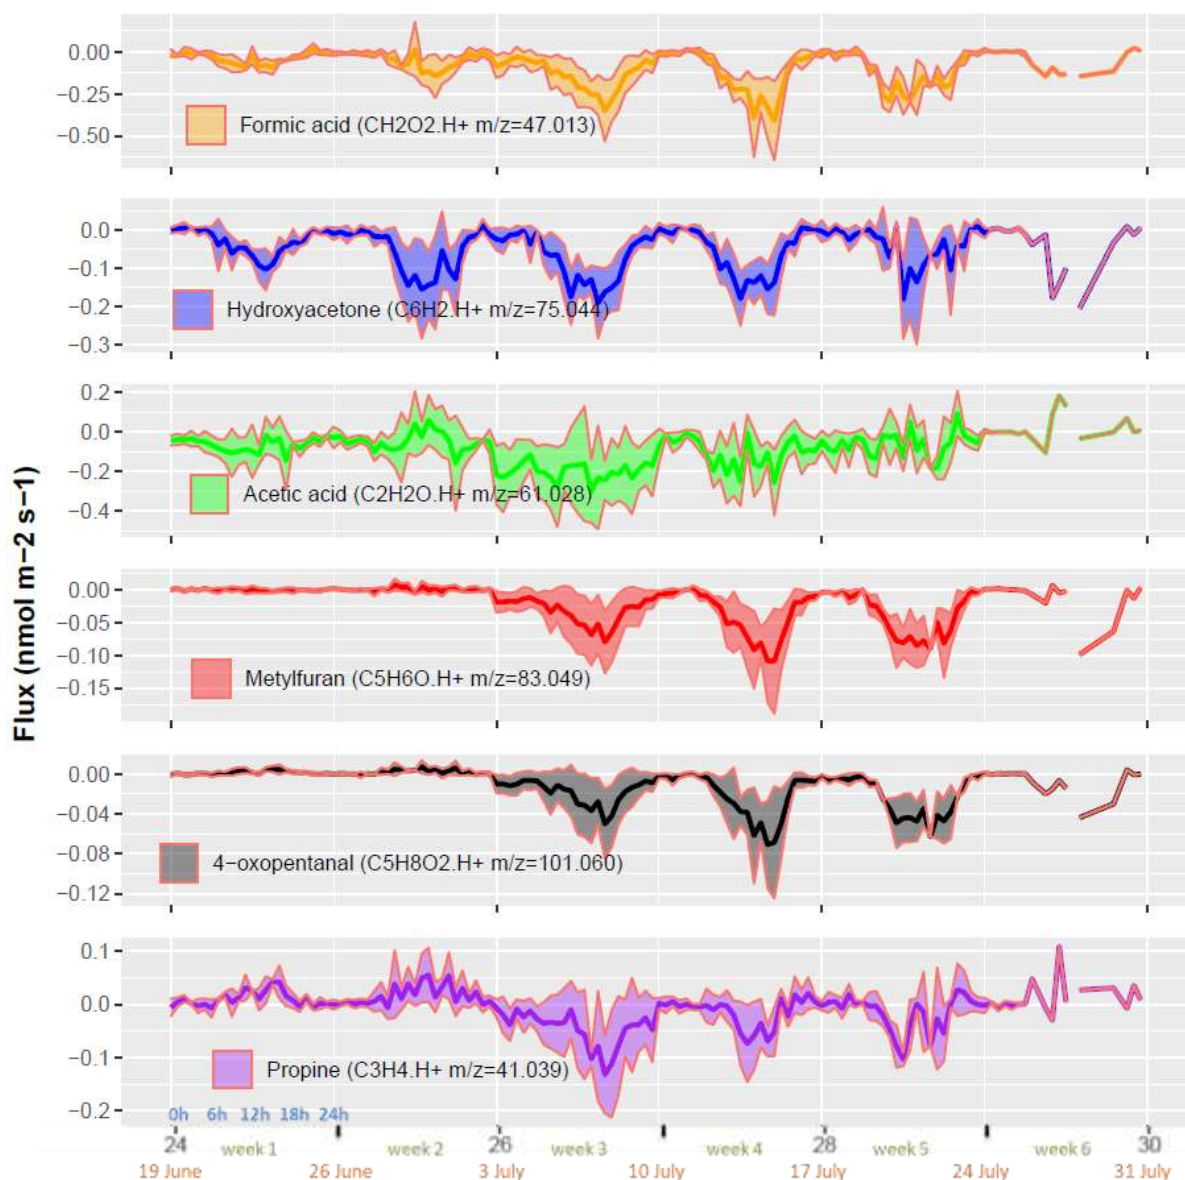 0.00
−0.25
−0.50
Formic acid (CH2O2.H+ m/z=47.013)
0.0
−0.1
−0.2
−0.3
Hydroxyacetone (C6H2.H+ m/z=75.044)
0.2
0.0
−0.2
−0.4
Acetic acid (C2H2O.H+ m/z=61.028)
Flux (nmol m−2 s−1)
0.00
−0.05
−0.10
−0.15
Metylfuran (C5H6O.H+ m/z=83.049)
0.00
−0.04
−0.08
−0.12
4−oxopentanal (C5H8O2.H+ m/z=101.060)
0.1
0.0
−0.1
−0.2
Propine (C3H4.H+ m/z=41.039)
0h 6h 12h 18h 24h
24 week 1 week 2 26 week 3 week 4 28 week 5 week 6 30
19 June 26 June 3 July 10 July 17 July 24 July 31 July